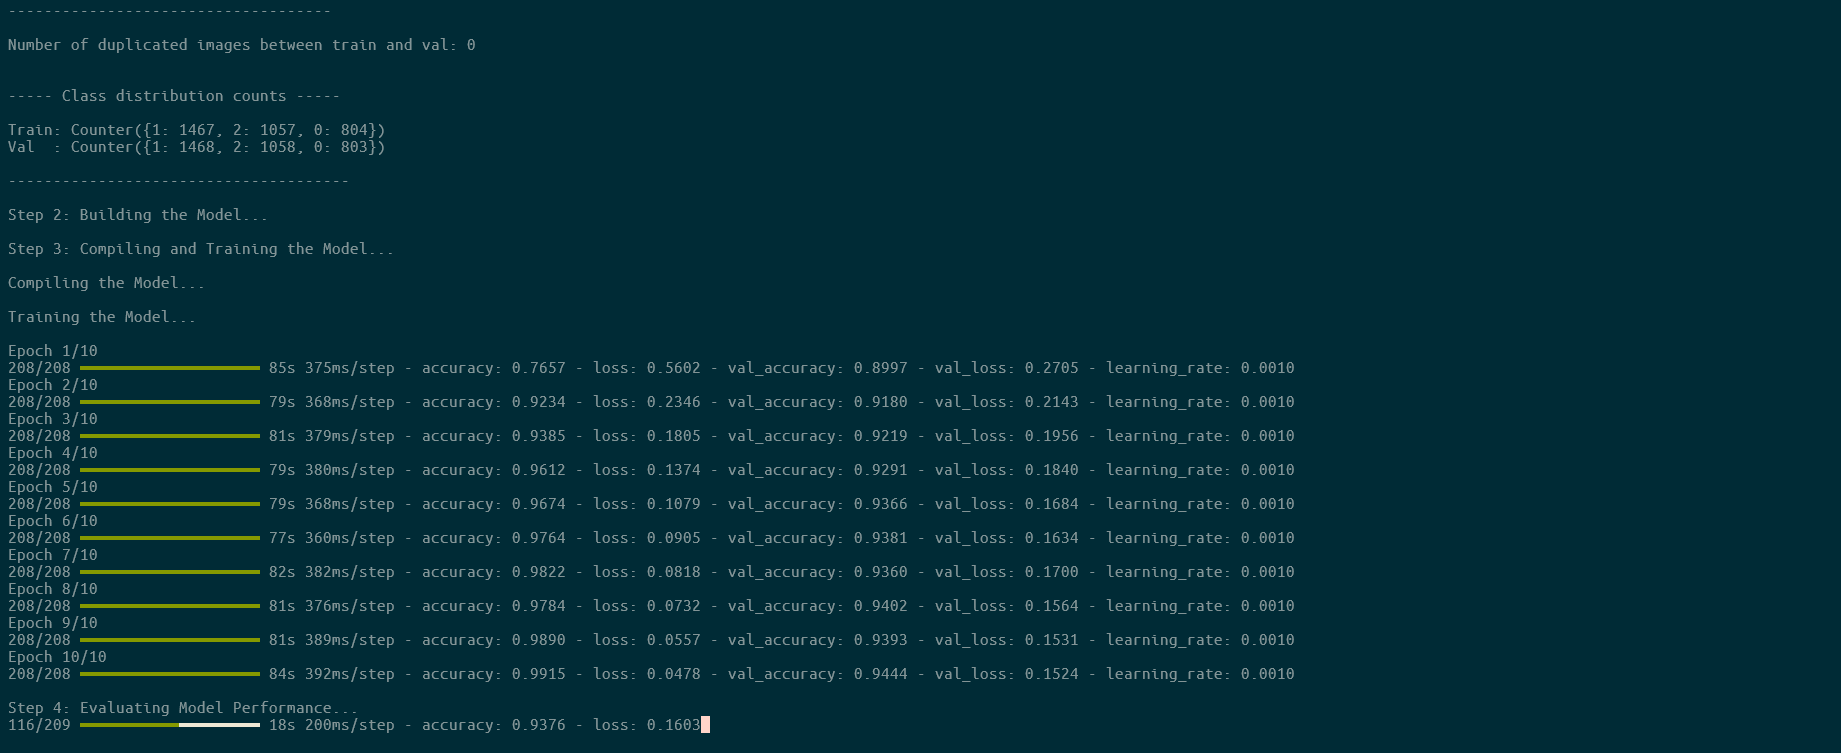 ------------------------------------
Number of duplicated images between train and val: 0
----- Class distribution counts -----
Train: Counter({1: 1467, 2: 1057, 0: 804})
Val  : Counter({1: 1468, 2: 1058, 0: 803})
--------------------------------------
Step 2: Building the Model...
Step 3: Compiling and Training the Model...
Compiling the Model...
Training the Model...
Epoch 1/10
208/208 85s 375ms/step - accuracy: 0.7657 - loss: 0.5602 - val_accuracy: 0.8997 - val_loss: 0.2705 - learning_rate: 0.0010
Epoch 2/10
208/208 79s 368ms/step - accuracy: 0.9234 - loss: 0.2346 - val_accuracy: 0.9180 - val_loss: 0.2143 - learning_rate: 0.0010
Epoch 3/10
208/208 81s 379ms/step - accuracy: 0.9385 - loss: 0.1805 - val_accuracy: 0.9219 - val_loss: 0.1956 - learning_rate: 0.0010
Epoch 4/10
208/208 79s 380ms/step - accuracy: 0.9612 - loss: 0.1374 - val_accuracy: 0.9291 - val_loss: 0.1840 - learning_rate: 0.0010
Epoch 5/10
208/208 79s 368ms/step - accuracy: 0.9674 - loss: 0.1079 - val_accuracy: 0.9366 - val_loss: 0.1684 - learning_rate: 0.0010
Epoch 6/10
208/208 77s 360ms/step - accuracy: 0.9764 - loss: 0.0905 - val_accuracy: 0.9381 - val_loss: 0.1634 - learning_rate: 0.0010
Epoch 7/10
208/208 82s 382ms/step - accuracy: 0.9822 - loss: 0.0818 - val_accuracy: 0.9360 - val_loss: 0.1700 - learning_rate: 0.0010
Epoch 8/10
208/208 81s 376ms/step - accuracy: 0.9784 - loss: 0.0732 - val_accuracy: 0.9402 - val_loss: 0.1564 - learning_rate: 0.0010
Epoch 9/10
208/208 81s 389ms/step - accuracy: 0.9890 - loss: 0.0557 - val_accuracy: 0.9393 - val_loss: 0.1531 - learning_rate: 0.0010
Epoch 10/10
208/208 84s 392ms/step - accuracy: 0.9915 - loss: 0.0478 - val_accuracy: 0.9444 - val_loss: 0.1524 - learning_rate: 0.0010
Step 4: Evaluating Model Performance...
116/209 18s 200ms/step - accuracy: 0.9376 - loss: 0.1603